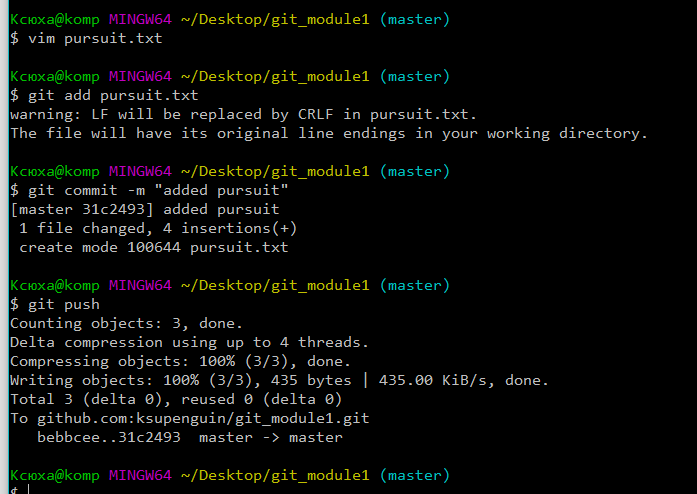 Ксюха@komp MINGW64 ~/Desktop/git_module1 (master)
$ vim pursuit.txt
Ксюха@komp MINGW64 ~/Desktop/git_module1 (master)
$ git add pursuit.txt
warning: LF will be replaced by CRLF in pursuit.txt.
The file will have its original line endings in your working directory.
Ксюха@komp MINGW64 ~/Desktop/git_module1 (master)
$ git commit -m "added pursuit"
[master 31c2493] added pursuit
 1 file changed, 4 insertions(+)
 create mode 100644 pursuit.txt
Ксюха@komp MINGW64 ~/Desktop/git_module1 (master)
$ git push
Counting objects: 3, done.
Delta compression using up to 4 threads.
Compressing objects: 100% (3/3), done.
Writing objects: 100% (3/3), 435 bytes | 435.00 KiB/s, done.
Total 3 (delta 0), reused 0 (delta 0)
To github.com:ksupenguin/git_module1.git
   bebbcee..31c2493  master -> master
Ксюха@komp MINGW64 ~/Desktop/git_module1 (master)
$